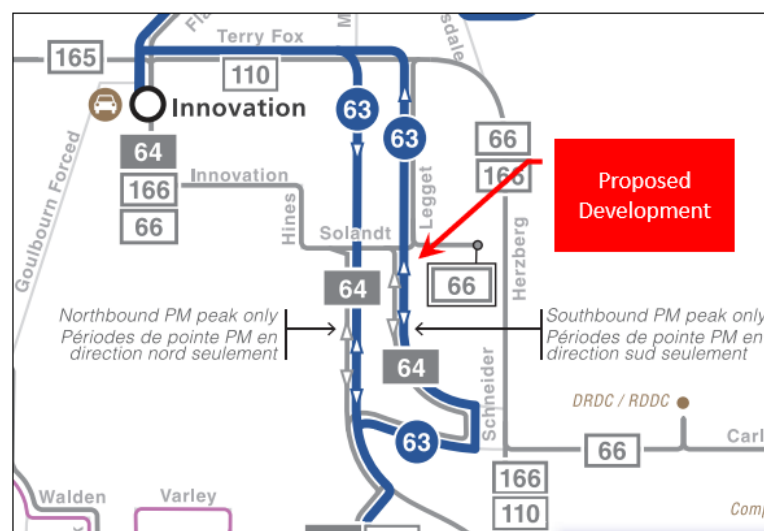 Terry Fox
165
110
63
63
Innovation
64
166
66
Innovation
Goulbourn Forced
Hines
Solandt
Legget
66
166
Herzberg
Proposed
Development
66
64
Northbound PM peak only
Périodes de pointe PM en
direction nord seulement
Southbound PM peak only
Périodes de pointe PM en
direction sud seulement
64
Schneider
63
DRDC / RDDC
66
166
110
Walden
Varley